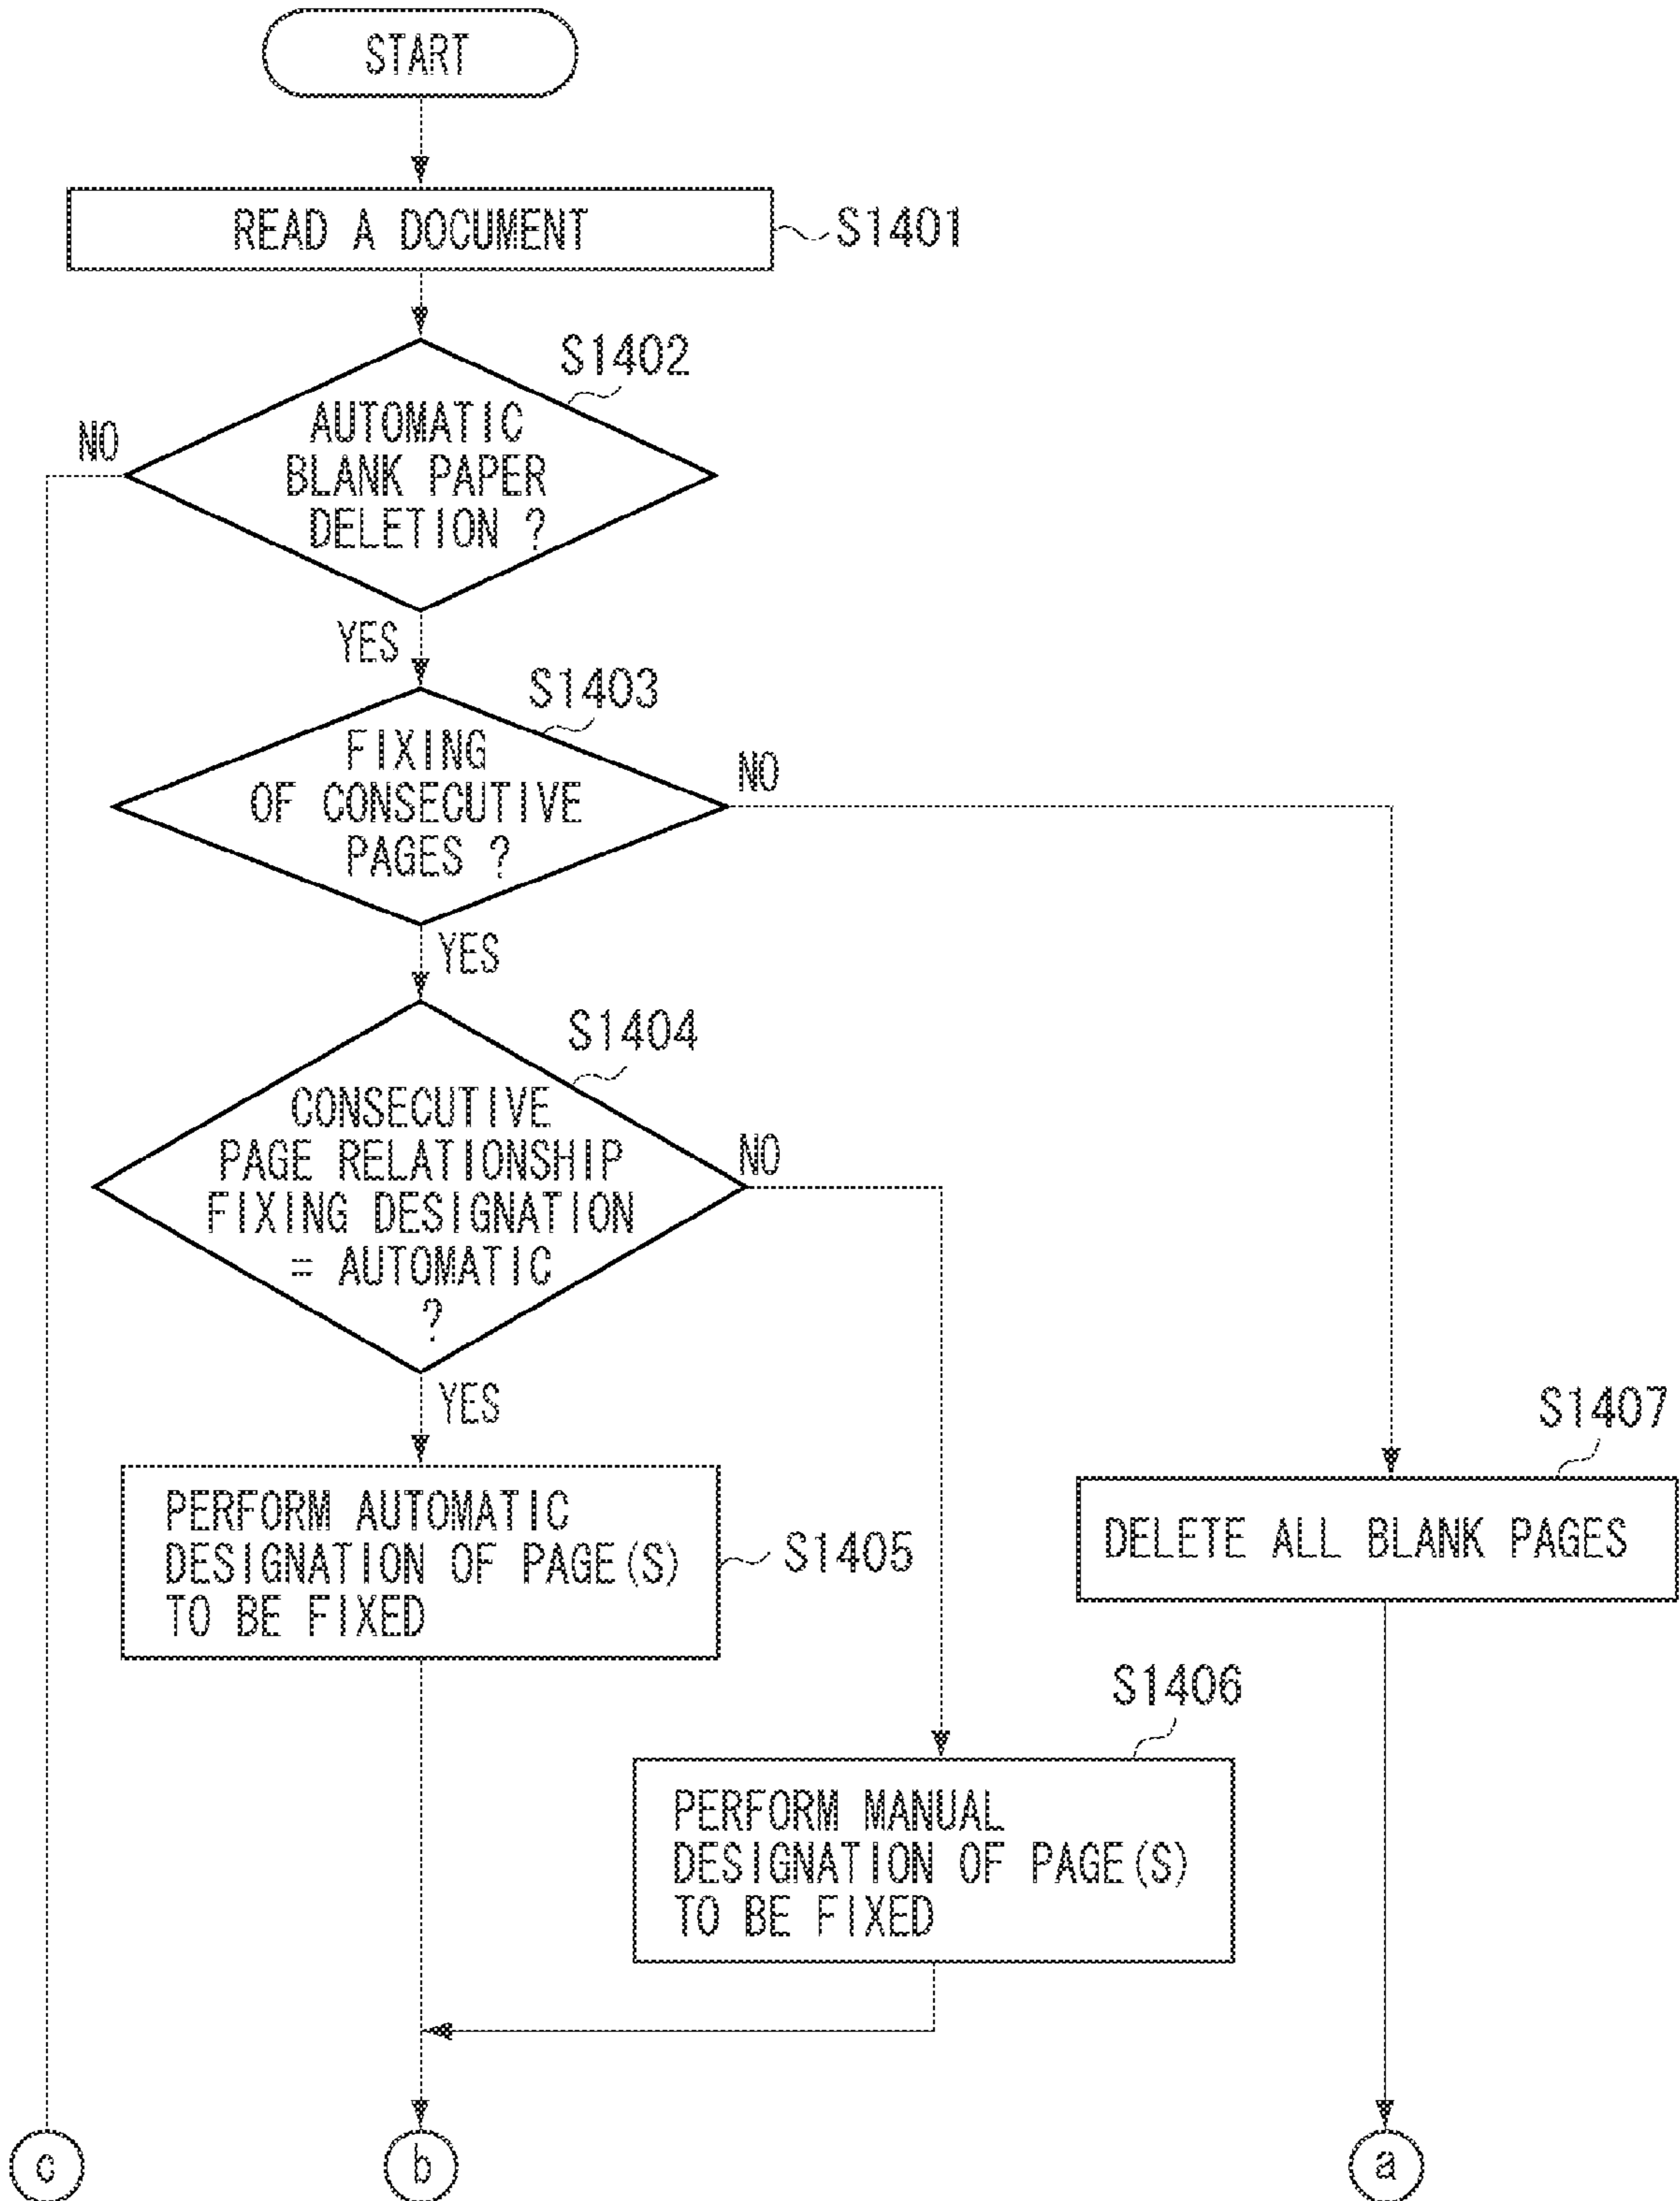 START
READ A DOCUMENT
S1401
S1402
AUTOMATIC
BLANK PAPER
DELETION ?
NO
YES
S1403
FIXING
OF CONSECUTIVE
PAGES ?
NO
YES
S1404
CONSECUTIVE
PAGE RELATIONSHIP
FIXING DESIGNATION
= AUTOMATIC
?
NO
YES
PERFORM AUTOMATIC
DESIGNATION OF PAGE(S)
TO BE FIXED
S1405
S1407
DELETE ALL BLANK PAGES
S1406
PERFORM MANUAL
DESIGNATION OF PAGE(S)
TO BE FIXED
c
b
a